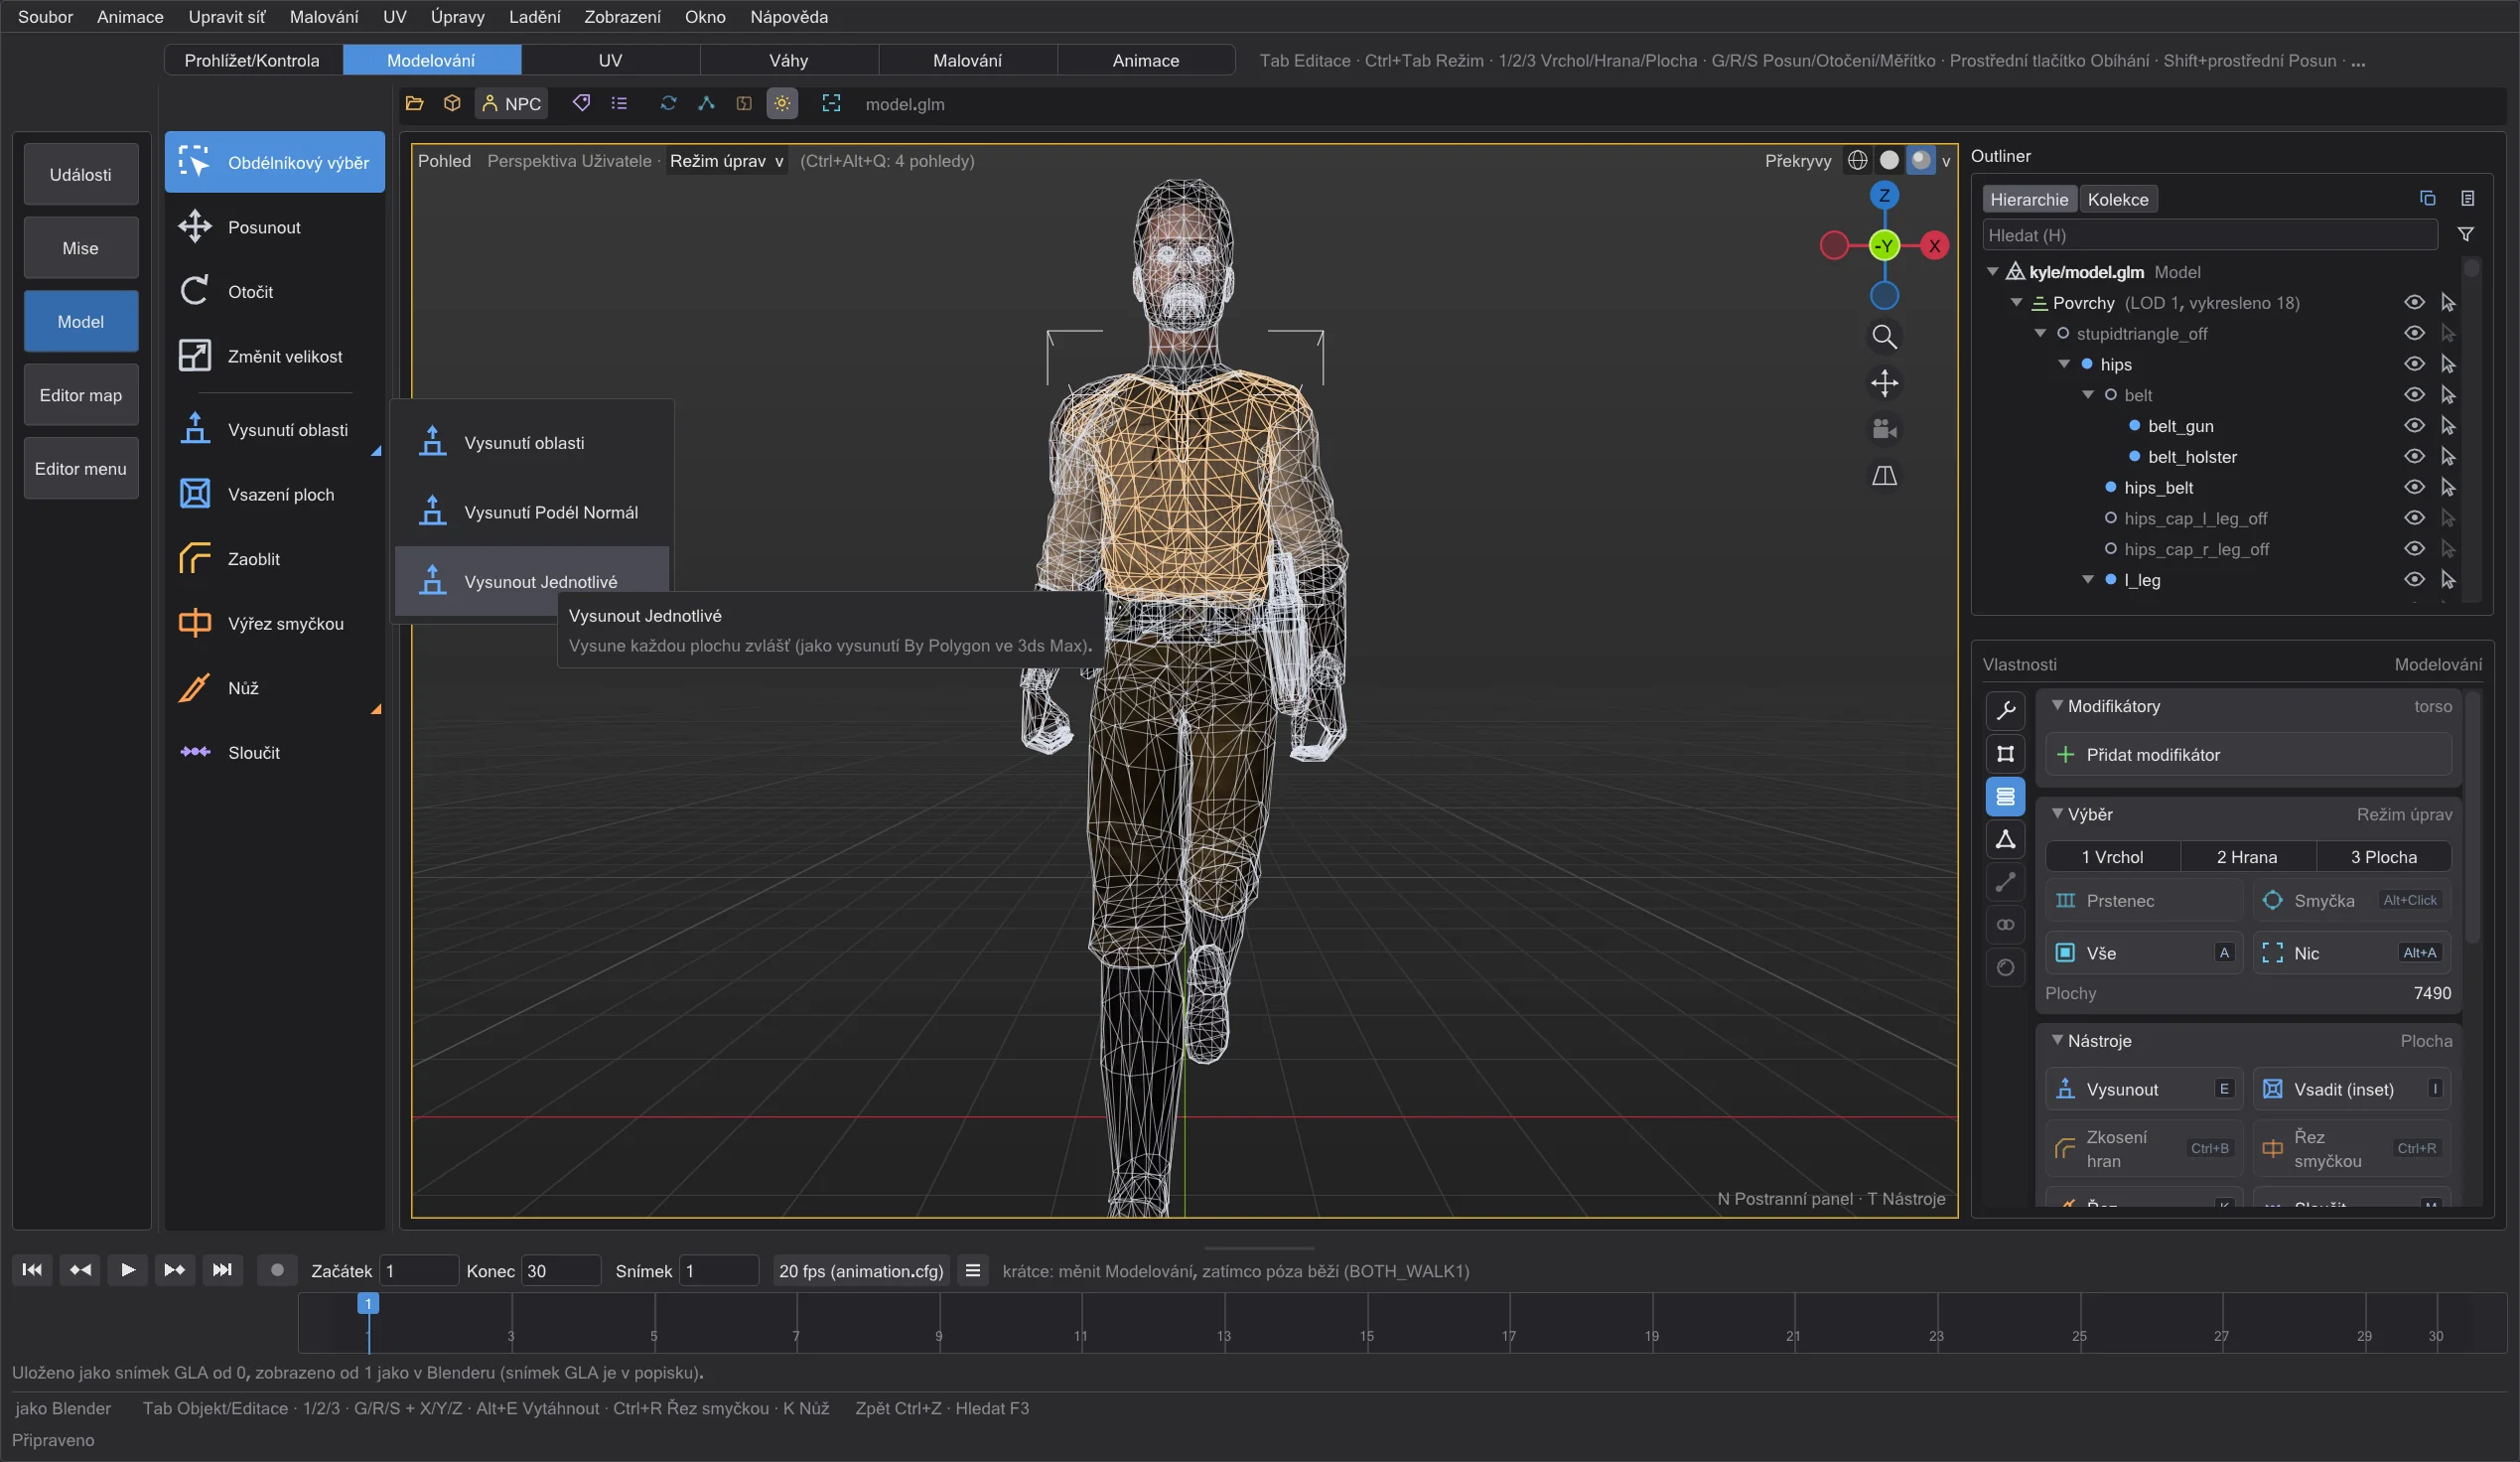 Soubor Animace Upravit síť Malování UV Úpravy Ladění Zobrazení Okno Nápověda
Prohlížet/Kontrola Modelování UV Váhy Malování Animace Tab Editace · Ctrl+Tab Režim · 1/2/3 Vrchol/Hrana/Plocha · G/R/S Posun/Otočení/Měřítko · Prostřední tlačítko Obíhání · Shift+prostřední Posun · ...
NPC model.glm
Události
Mise
Model
Editor map
Editor menu
Obdélníkový výběr
Posunout
Otočit
Změnit velikost
Vysunutí oblasti
Vsazení ploch
Zaoblit
Výřez smyčkou
Nůž
Sloučit
Vysunutí oblasti
Vysunutí Podél Normál
Vysunout Jednotlivé
Vysunout Jednotlivé
Vysune každou plochu zvlášť (jako vysunutí By Polygon ve 3ds Max).
Pohled Perspektiva Uživatele · Režim úprav v (Ctrl+Alt+Q: 4 pohledy)
Překryvy v
Z
-Y X
N Postranní panel · T Nástroje
Outliner
Hierarchie Kolekce
Hledat (H)
kyle/model.glm Model
Povrchy (LOD 1, vykresleno 18)
stupidtriangle_off
hips
belt
belt_gun
belt_holster
hips_belt
hips_cap_l_leg_off
hips_cap_r_leg_off
l_leg
Vlastnosti Modelování
Modifikátory torso
Přidat modifikátor
Výběr Režim úprav
1 Vrchol 2 Hrana 3 Plocha
Prstenec Smyčka Alt+Click
Vše A Nic Alt+A
Plochy 7490
Nástroje Plocha
Vysunout E Vsadit (inset) I
Zkosení hran Ctrl+B Řez smyčkou Ctrl+R
Řez K Sloučit M
Začátek 1 Konec 30 Snímek 1 20 fps (animation.cfg) krátce: měnit Modelování, zatímco póza běží (BOTH_WALK1)
1
1 3 5 7 9 11 13 15 17 19 21 23 25 27 29 30
Uloženo jako snímek GLA od 0, zobrazeno od 1 jako v Blenderu (snímek GLA je v popisku).
jako Blender Tab Objekt/Editace · 1/2/3 · G/R/S + X/Y/Z · Alt+E Vytáhnout · Ctrl+R Řez smyčkou · K Nůž Zpět Ctrl+Z · Hledat F3
Připraveno